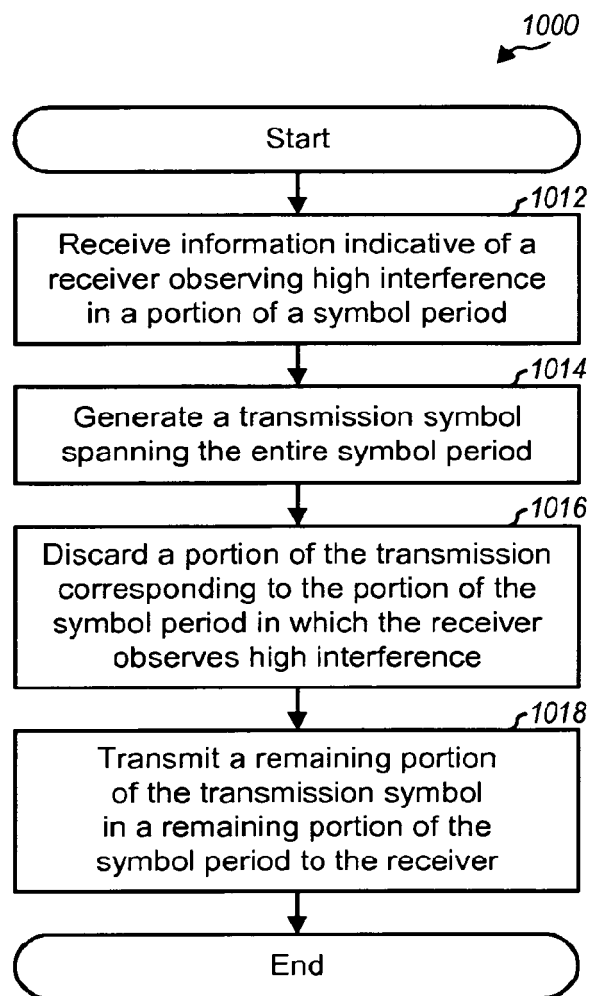 1000
Start
1012
Receive information indicative of a
receiver observing high interference
in a portion of a symbol period
1014
Generate a transmission symbol
spanning the entire symbol period
1016
Discard a portion of the transmission
corresponding to the portion of the
symbol period in which the receiver
observes high interference
1018
Transmit a remaining portion
of the transmission symbol
in a remaining portion of the
symbol period to the receiver
End